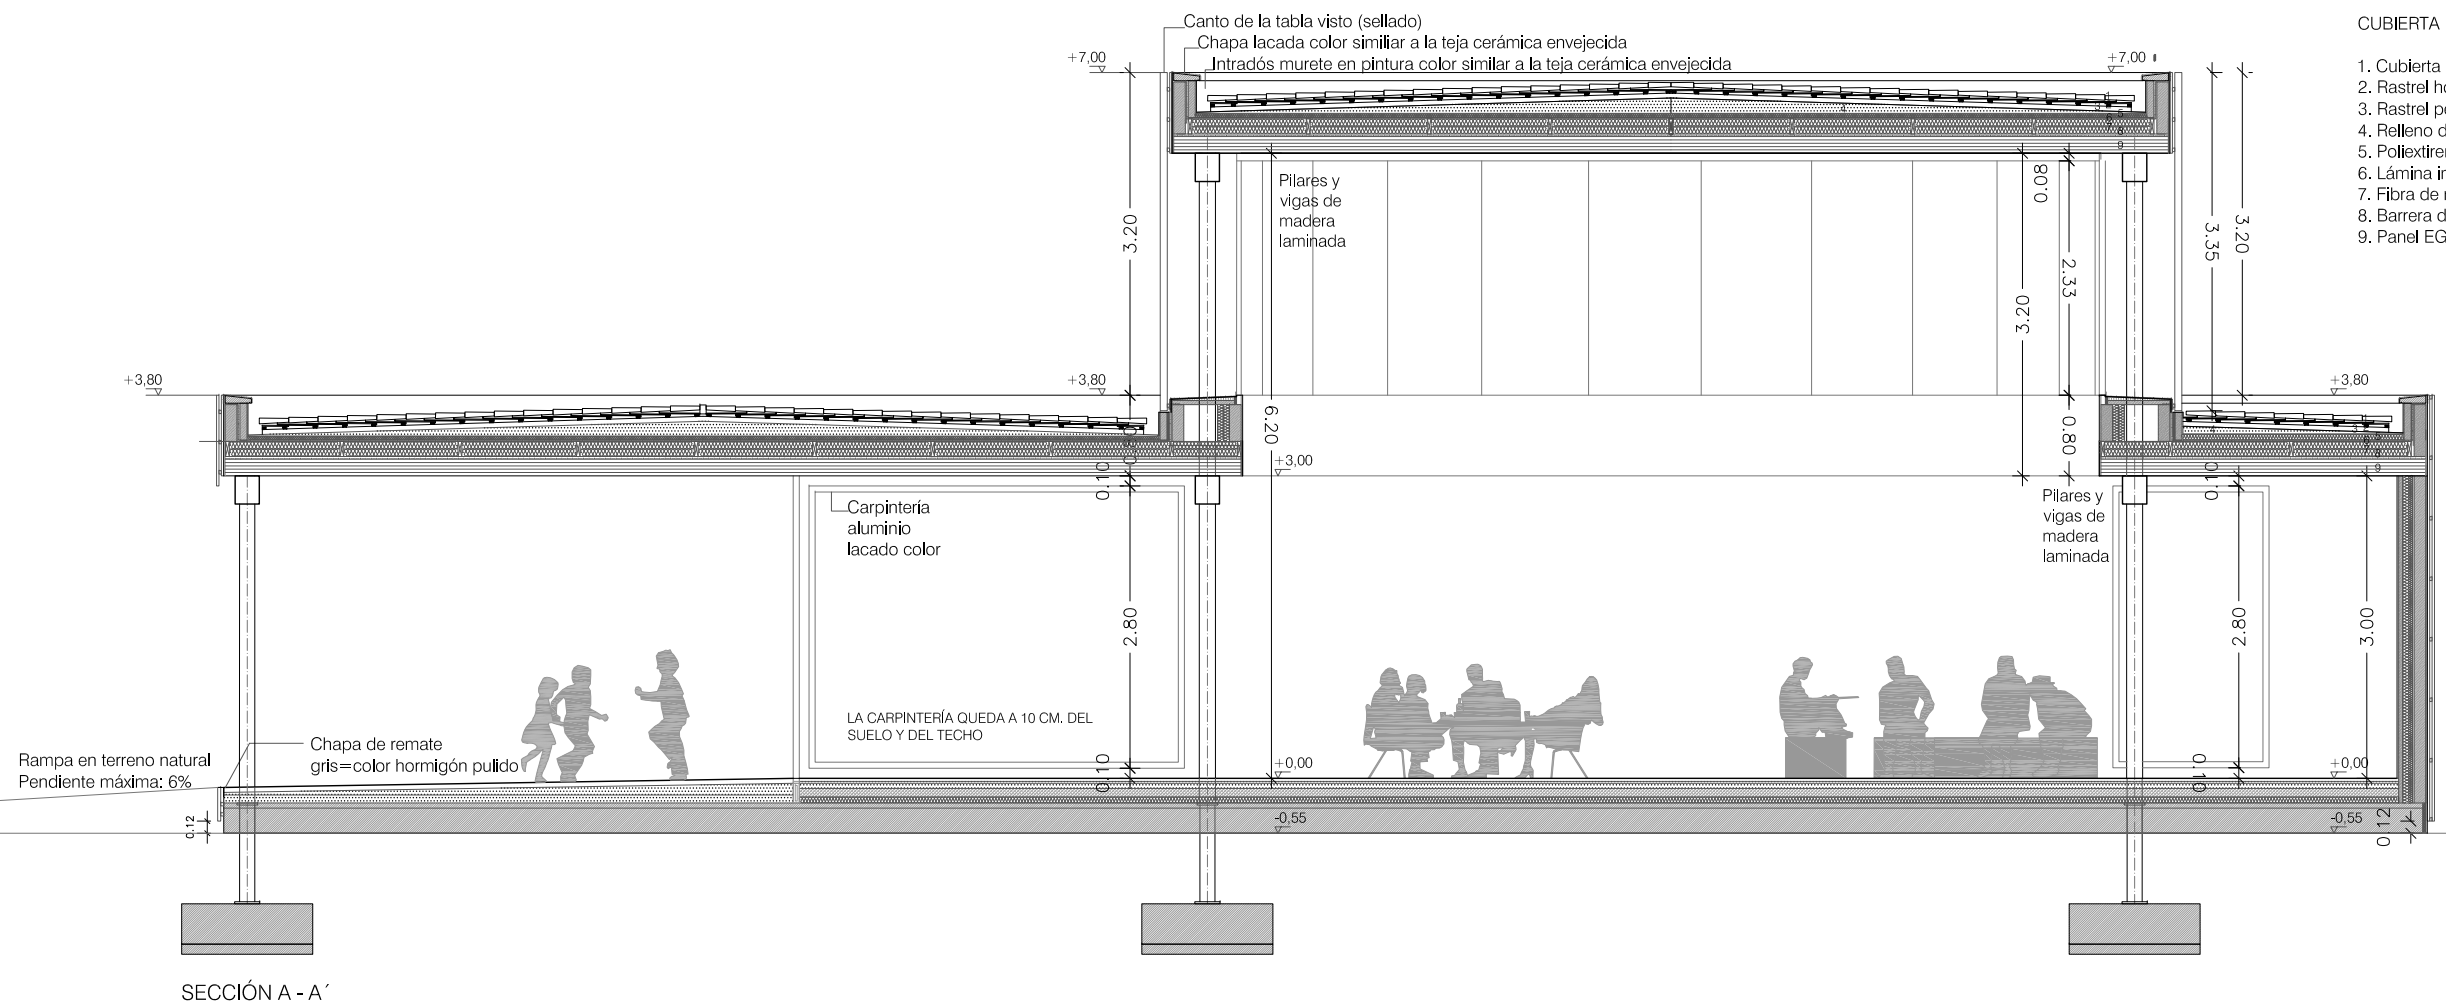 Canto de la tabla visto (sellado)
Chapa lacada color similiar a la teja cerámica envejecida
Intradós murete en pintura color similar a la teja cerámica envejecida
+7,00
+7,00
CUBIERTA
1. Cubierta
2. Rastrel
3. Rastrel
4. Relleno
5.
6. Lámina
7. Fibra de
8. Barrera
9. Panel
Pilares y
vigas de
madera
laminada
0.80
3.20
3.35
3.20
2.33
3.20
+3,80
+3,80
+3,80
6.20
0.80
+3,00
0.10
0.10
Carpintería
aluminio
lacado color
Pilares y
vigas de
madera
laminada
2.80
2.80
3.00
LA CARPINTERÍA QUEDA A 10 CM. DEL
SUELO Y DEL TECHO
Rampa en terreno natural
Pendiente máxima: 6%
Chapa de remate
gris=color hormigón pulido
0.10
+0,00
0.10
+0,00
0.12
-0,55
-0,55
0.12
SECCIÓN A - A´